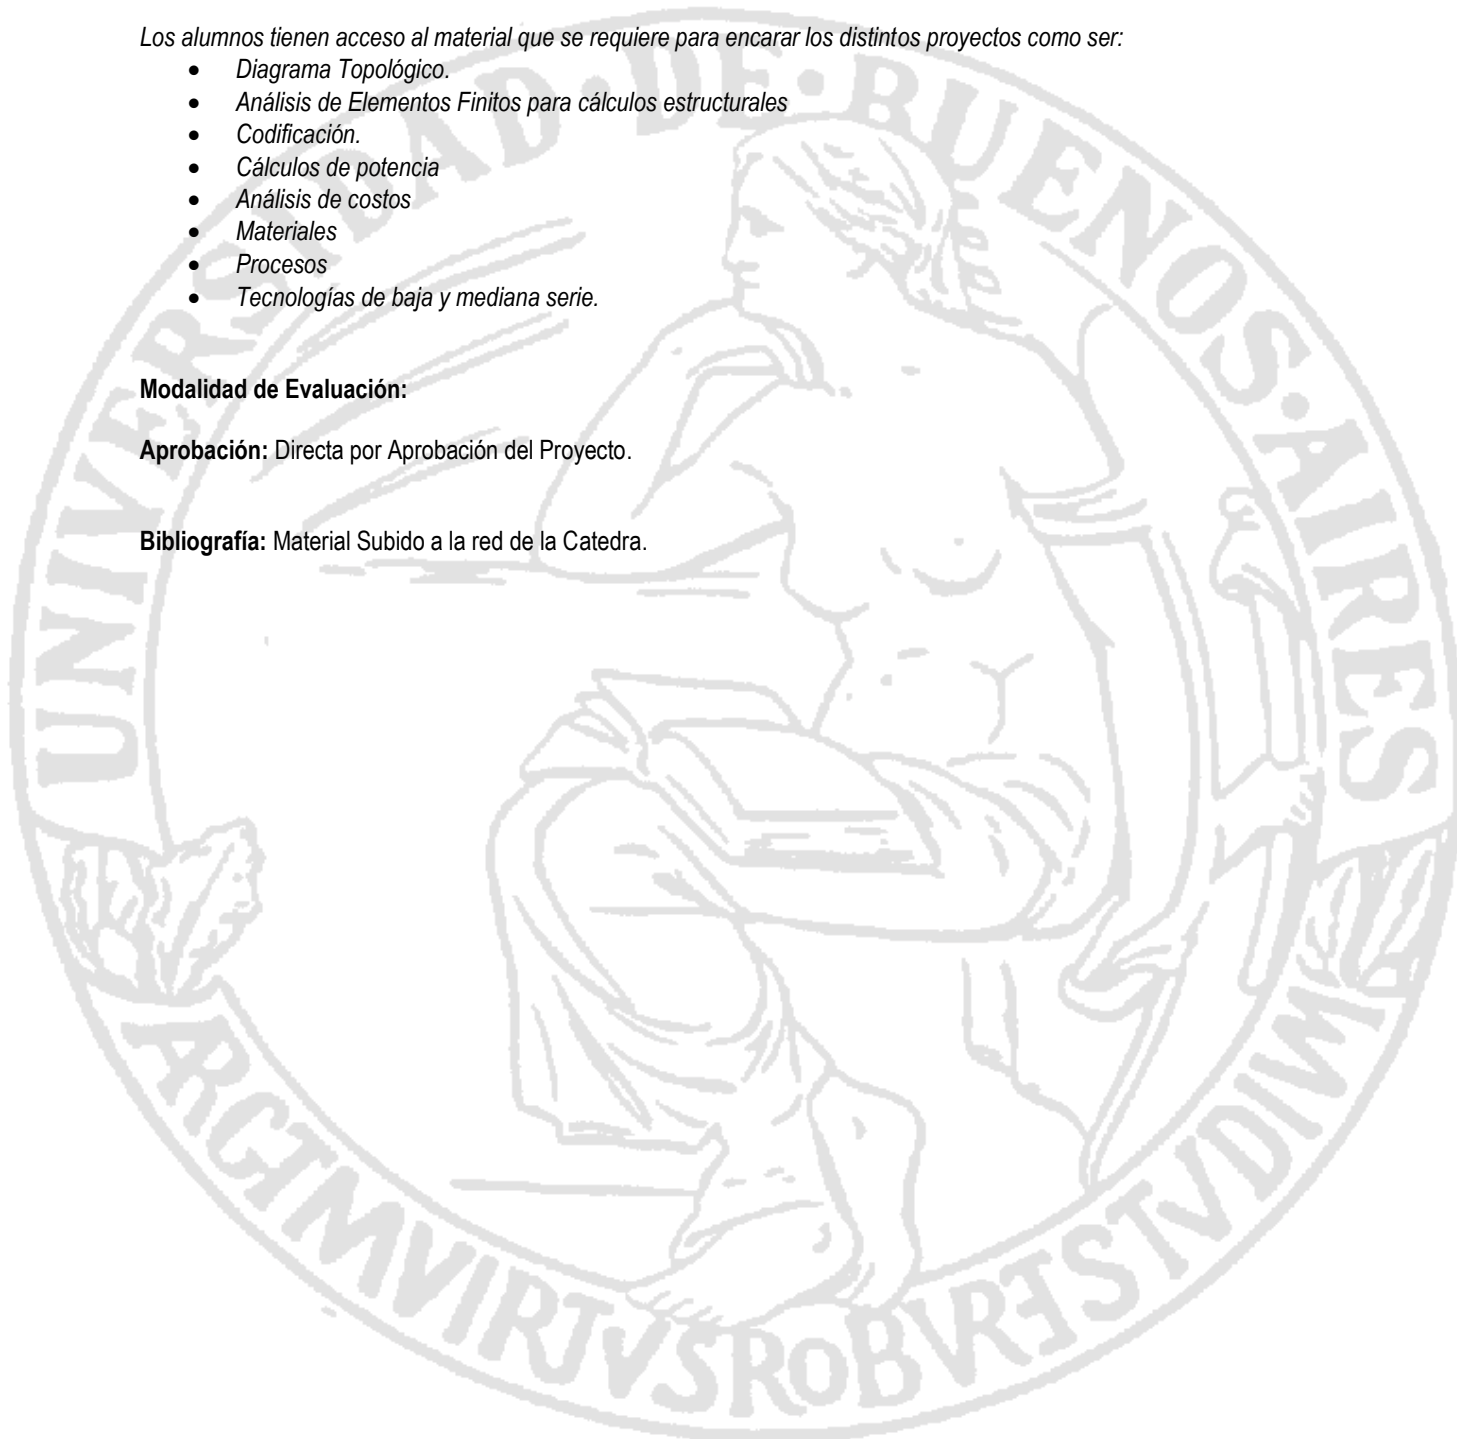 Los alumnos tienen acceso al material que se requiere para encarar los distintos proyectos como ser:
• Diagrama Topológico.
• Análisis de Elementos Finitos para cálculos estructurales
• Codificación.
• Cálculos de potencia
• Análisis de costos
• Materiales
• Procesos
• Tecnologías de baja y mediana serie.
Modalidad de Evaluación:
Aprobación: Directa por Aprobación del Proyecto.
Bibliografía: Material Subido a la red de la Catedra.
UNIVERSIDAD·DE·BUENOS·AIRES
ARGTMVIRTVSROBVRETSTVDIVM